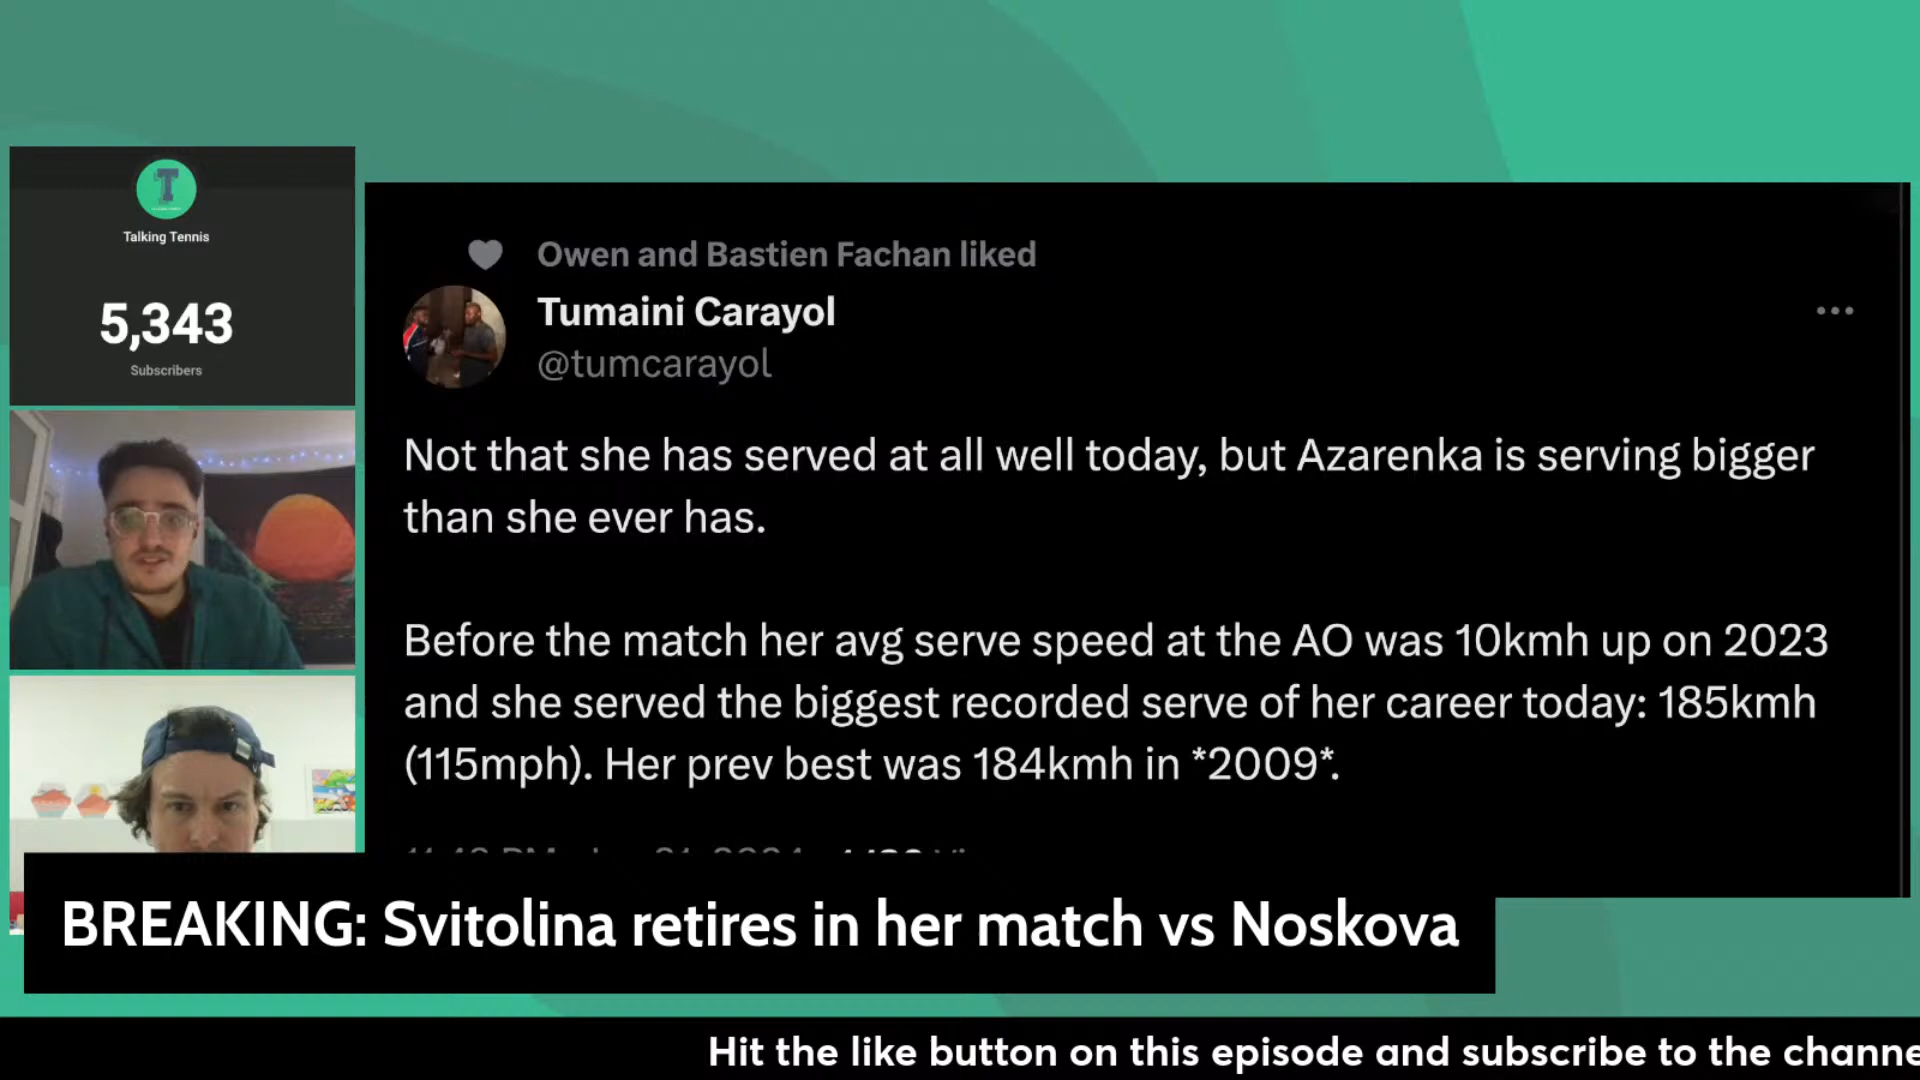 T
Talking Tennis
5,343
Subscribers
Owen and Bastien Fachan liked
Tumaini Carayol
@tumcarayol
Not that she has served at all well today, but Azarenka is serving bigger
than she ever has.
Before the match her avg serve speed at the AO was 10kmh up on 2023
and she served the biggest recorded serve of her career today: 185kmh
(115mph). Her prev best was 184kmh in *2009*.
BREAKING: Svitolina retires in her match vs Noskova
Hit the like button on this episode and subscribe to the channe